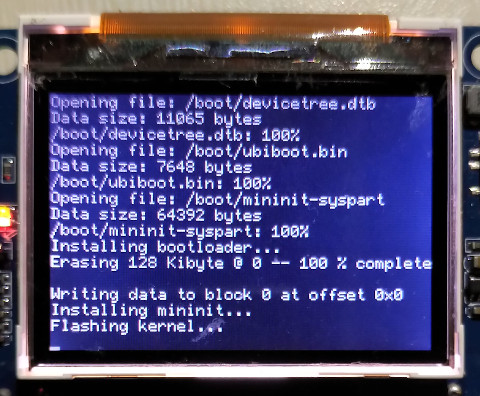 Opening file: /boot/devicetree.dtb
Data size: 11065 bytes
/boot/devicetree.dtb: 100%
Opening file: /boot/ubiboot.bin
Data size: 7648 bytes
/boot/ubiboot.bin: 100%
Opening file: /boot/mininit-syspart
Data size: 64392 bytes
/boot/mininit-syspart: 100%
Installing bootloader...
Erasing 128 Kibyte @ 0 -- 100 % complete
Writing data to block 0 at offset 0x0
Installing mininit...
Flashing kernel...